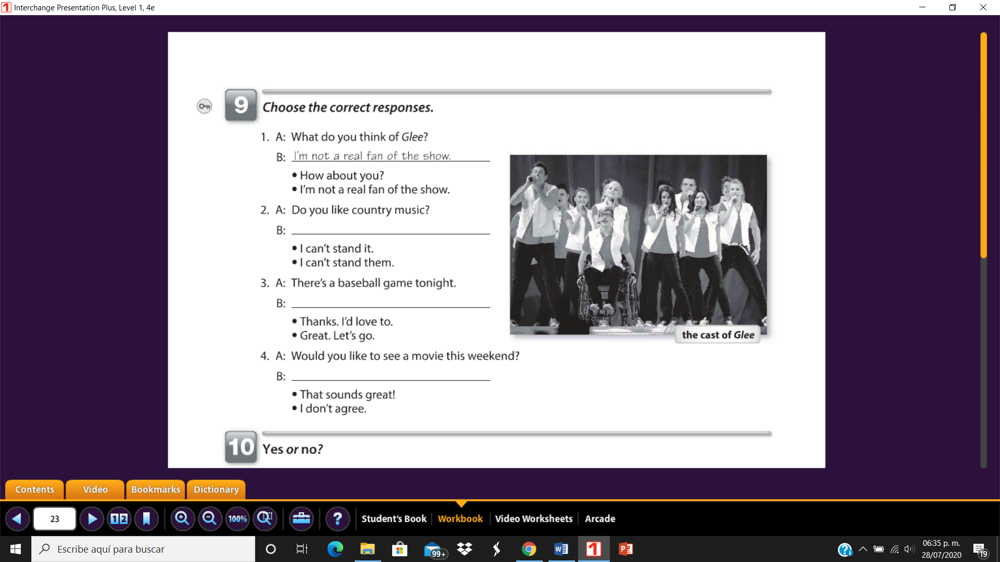 Interchange Presentation Plus, Level 1, 4e
9 Choose the correct responses.
1. A: What do you think of Glee?
B: I'm not a real fan of the show.
• How about you?
• I'm not a real fan of the show.
2. A: Do you like country music?
B:
• I can't stand it.
• I can't stand them.
3. A: There's a baseball game tonight.
B:
• Thanks. I'd love to.
• Great. Let's go.
the cast of Glee
4. A: Would you like to see a movie this weekend?
B:
• That sounds great!
• I don't agree.
10 Yes or no?
Contents Video Bookmarks Dictionary
23 12 100% ? Student's Book Workbook Video Worksheets Arcade
Escribe aquí para buscar
99+
06:35 p. m.
28/07/2020
19